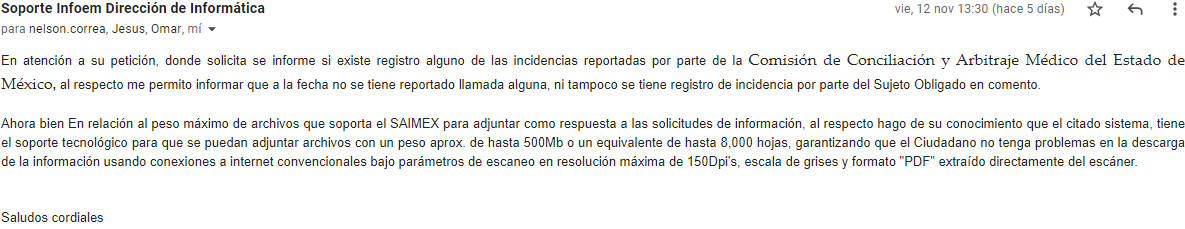 Soporte Infoem Dirección de Informática
vie, 12 nov 13:30 (hace 5 días)
para nelson.correa, Jesus, Omar, mí
En atención a su petición, donde solicita se informe si existe registro alguno de las incidencias reportadas por parte de la Comisión de Conciliación y Arbitraje Médico del Estado de
México, al respecto me permito informar que a la fecha no se tiene reportado llamada alguna, ni tampoco se tiene registro de incidencia por parte del Sujeto Obligado en comento.
Ahora bien En relación al peso máximo de archivos que soporta el SAIMEX para adjuntar como respuesta a las solicitudes de información, al respecto hago de su conocimiento que el citado sistema, tiene
el soporte tecnológico para que se puedan adjuntar archivos con un peso aprox. de hasta 500Mb o un equivalente de hasta 8,000 hojas, garantizando que el Ciudadano no tenga problemas en la descarga
de la información usando conexiones a internet convencionales bajo parámetros de escaneo en resolución máxima de 150Dpi's, escala de grises y formato "PDF" extraído directamente del escáner.
Saludos cordiales